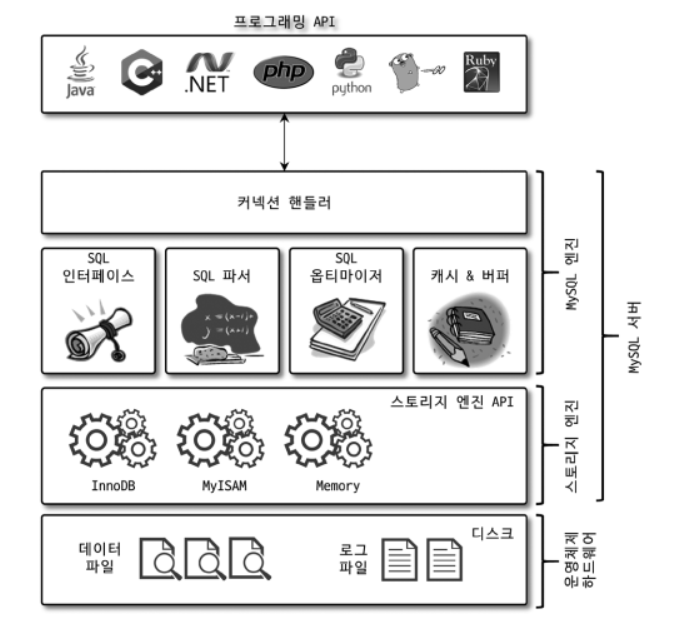 프로그래밍 API
Java
C++
.NET
php
python
GO
Ruby
커넥션 핸들러
SQL
인터페이스
SQL 파서
SQL
옵티마이저
캐시 & 버퍼
MySQL 엔진
스토리지 엔진 API
InnoDB
MyISAM
Memory
스토리지 엔진
MySQL 서버
디스크
데이터
파일
로그
파일
운영체제
하드웨어